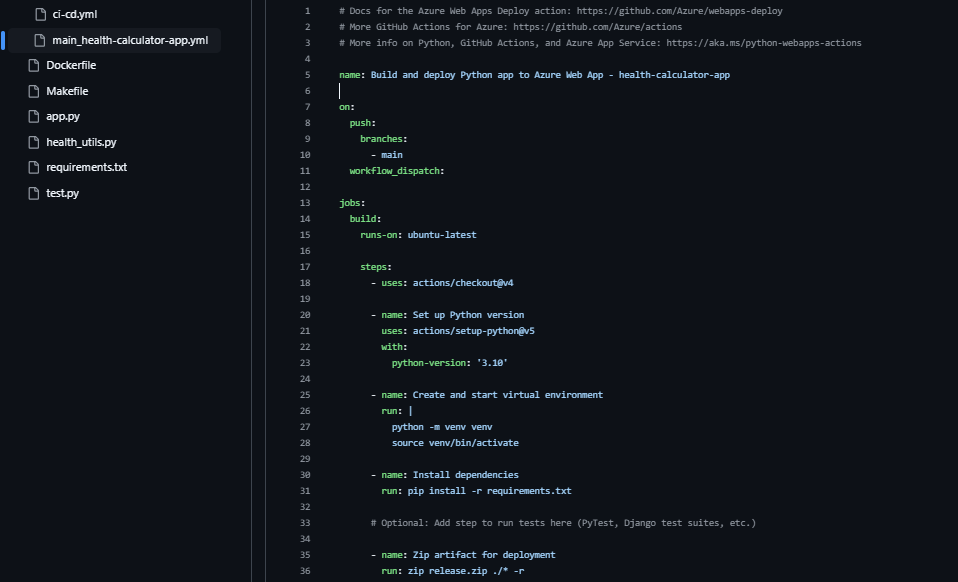 ci-cd.yml
main_health-calculator-app.yml
Dockerfile
Makefile
app.py
health_utils.py
requirements.txt
test.py
1 # Docs for the Azure Web Apps Deploy action: https://github.com/Azure/webapps-deploy
2 # More GitHub Actions for Azure: https://github.com/Azure/actions
3 # More info on Python, GitHub Actions, and Azure App Service: https://aka.ms/python-webapps-actions
4
5 name: Build and deploy Python app to Azure Web App - health-calculator-app
6
7 on:
8   push:
9     branches:
10       - main
11   workflow_dispatch:
12
13 jobs:
14   build:
15     runs-on: ubuntu-latest
16
17     steps:
18       - uses: actions/checkout@v4
19
20       - name: Set up Python version
21         uses: actions/setup-python@v5
22         with:
23           python-version: '3.10'
24
25       - name: Create and start virtual environment
26         run: |
27           python -m venv venv
28           source venv/bin/activate
29
30       - name: Install dependencies
31         run: pip install -r requirements.txt
32
33       # Optional: Add step to run tests here (PyTest, Django test suites, etc.)
34
35       - name: Zip artifact for deployment
36         run: zip release.zip ./* -r